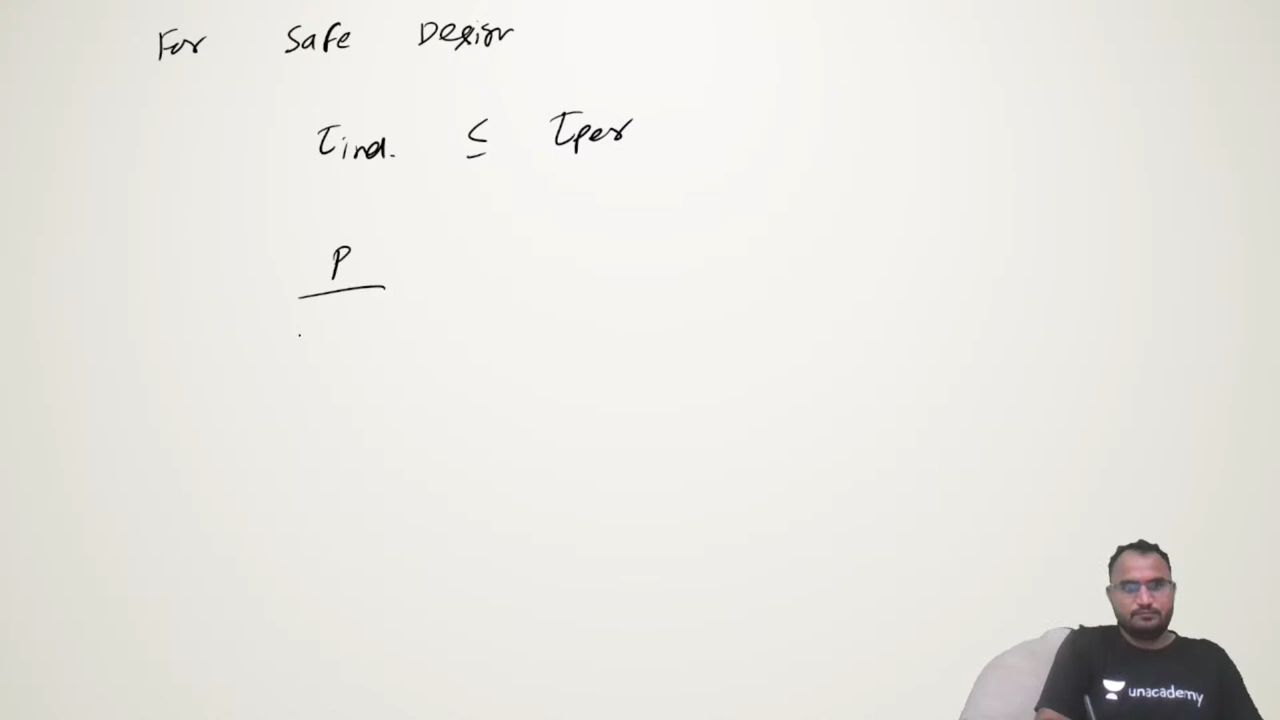 For Safe Design
τind. ≤ τper
P
unacademy